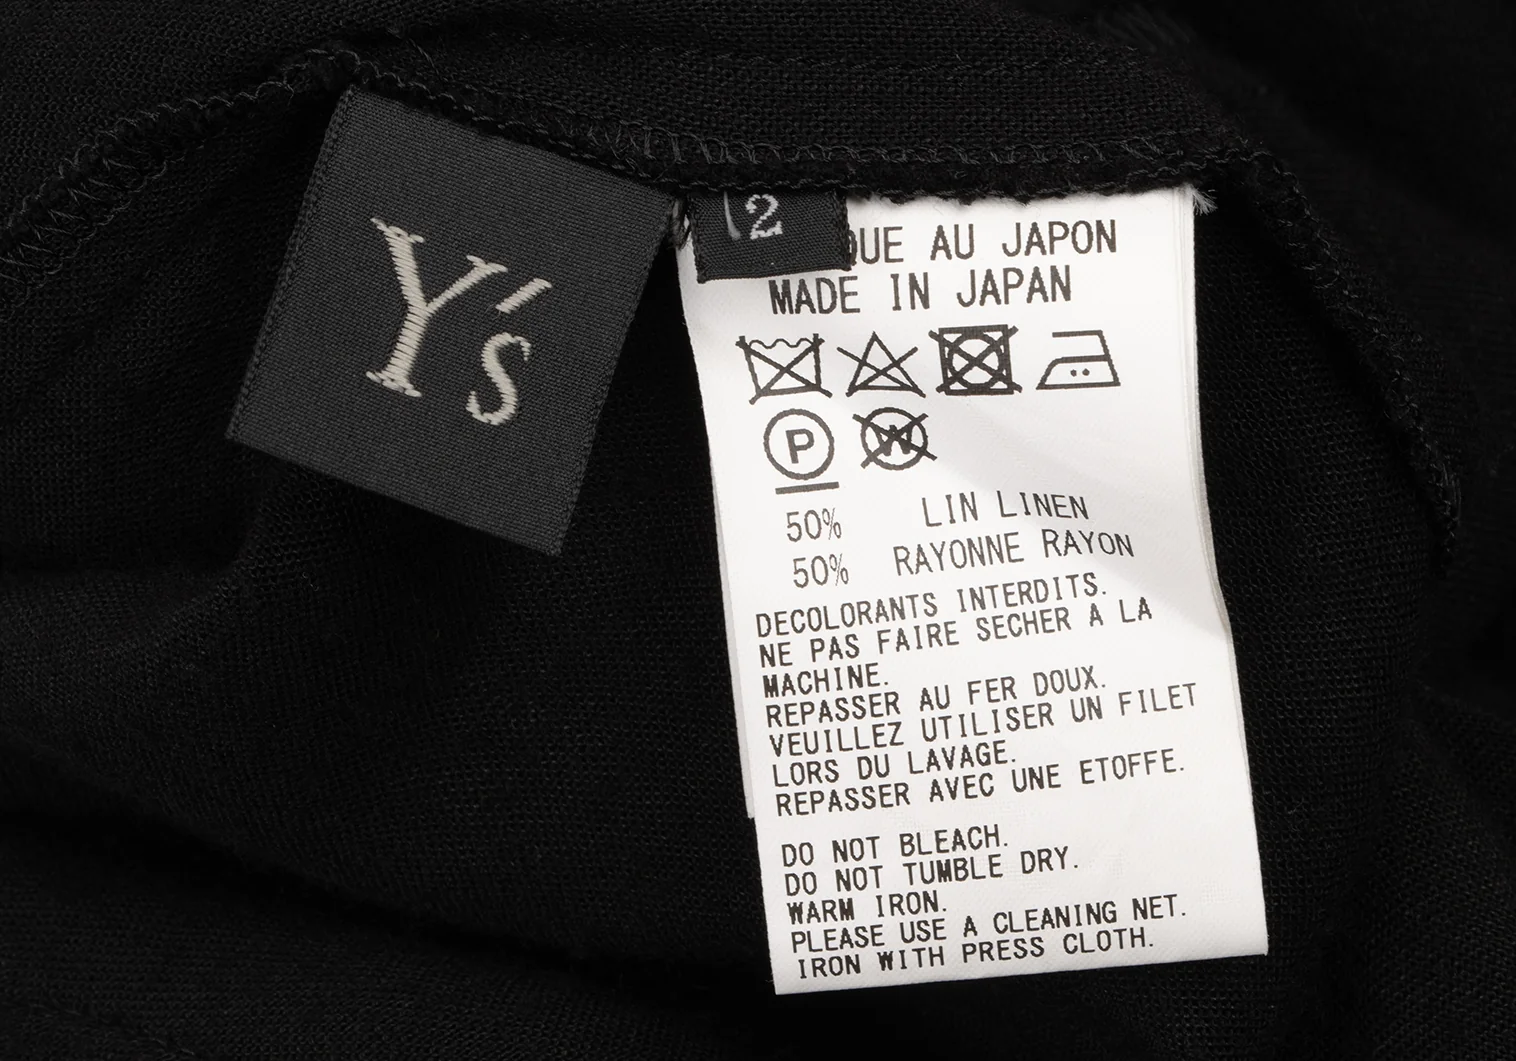 Y's
2
QUE AU JAPON
MADE IN JAPAN
P W
50% LIN LINEN
50% RAYONNE RAYON
DECOLORANTS INTERDITS.
NE PAS FAIRE SECHER A LA
MACHINE.
REPASSER AU FER DOUX.
VEUILLEZ UTILISER UN FILET
LORS DU LAVAGE.
REPASSER AVEC UNE ETOFFE.
DO NOT BLEACH.
DO NOT TUMBLE DRY.
WARM IRON.
PLEASE USE A CLEANING NET.
IRON WITH PRESS CLOTH.